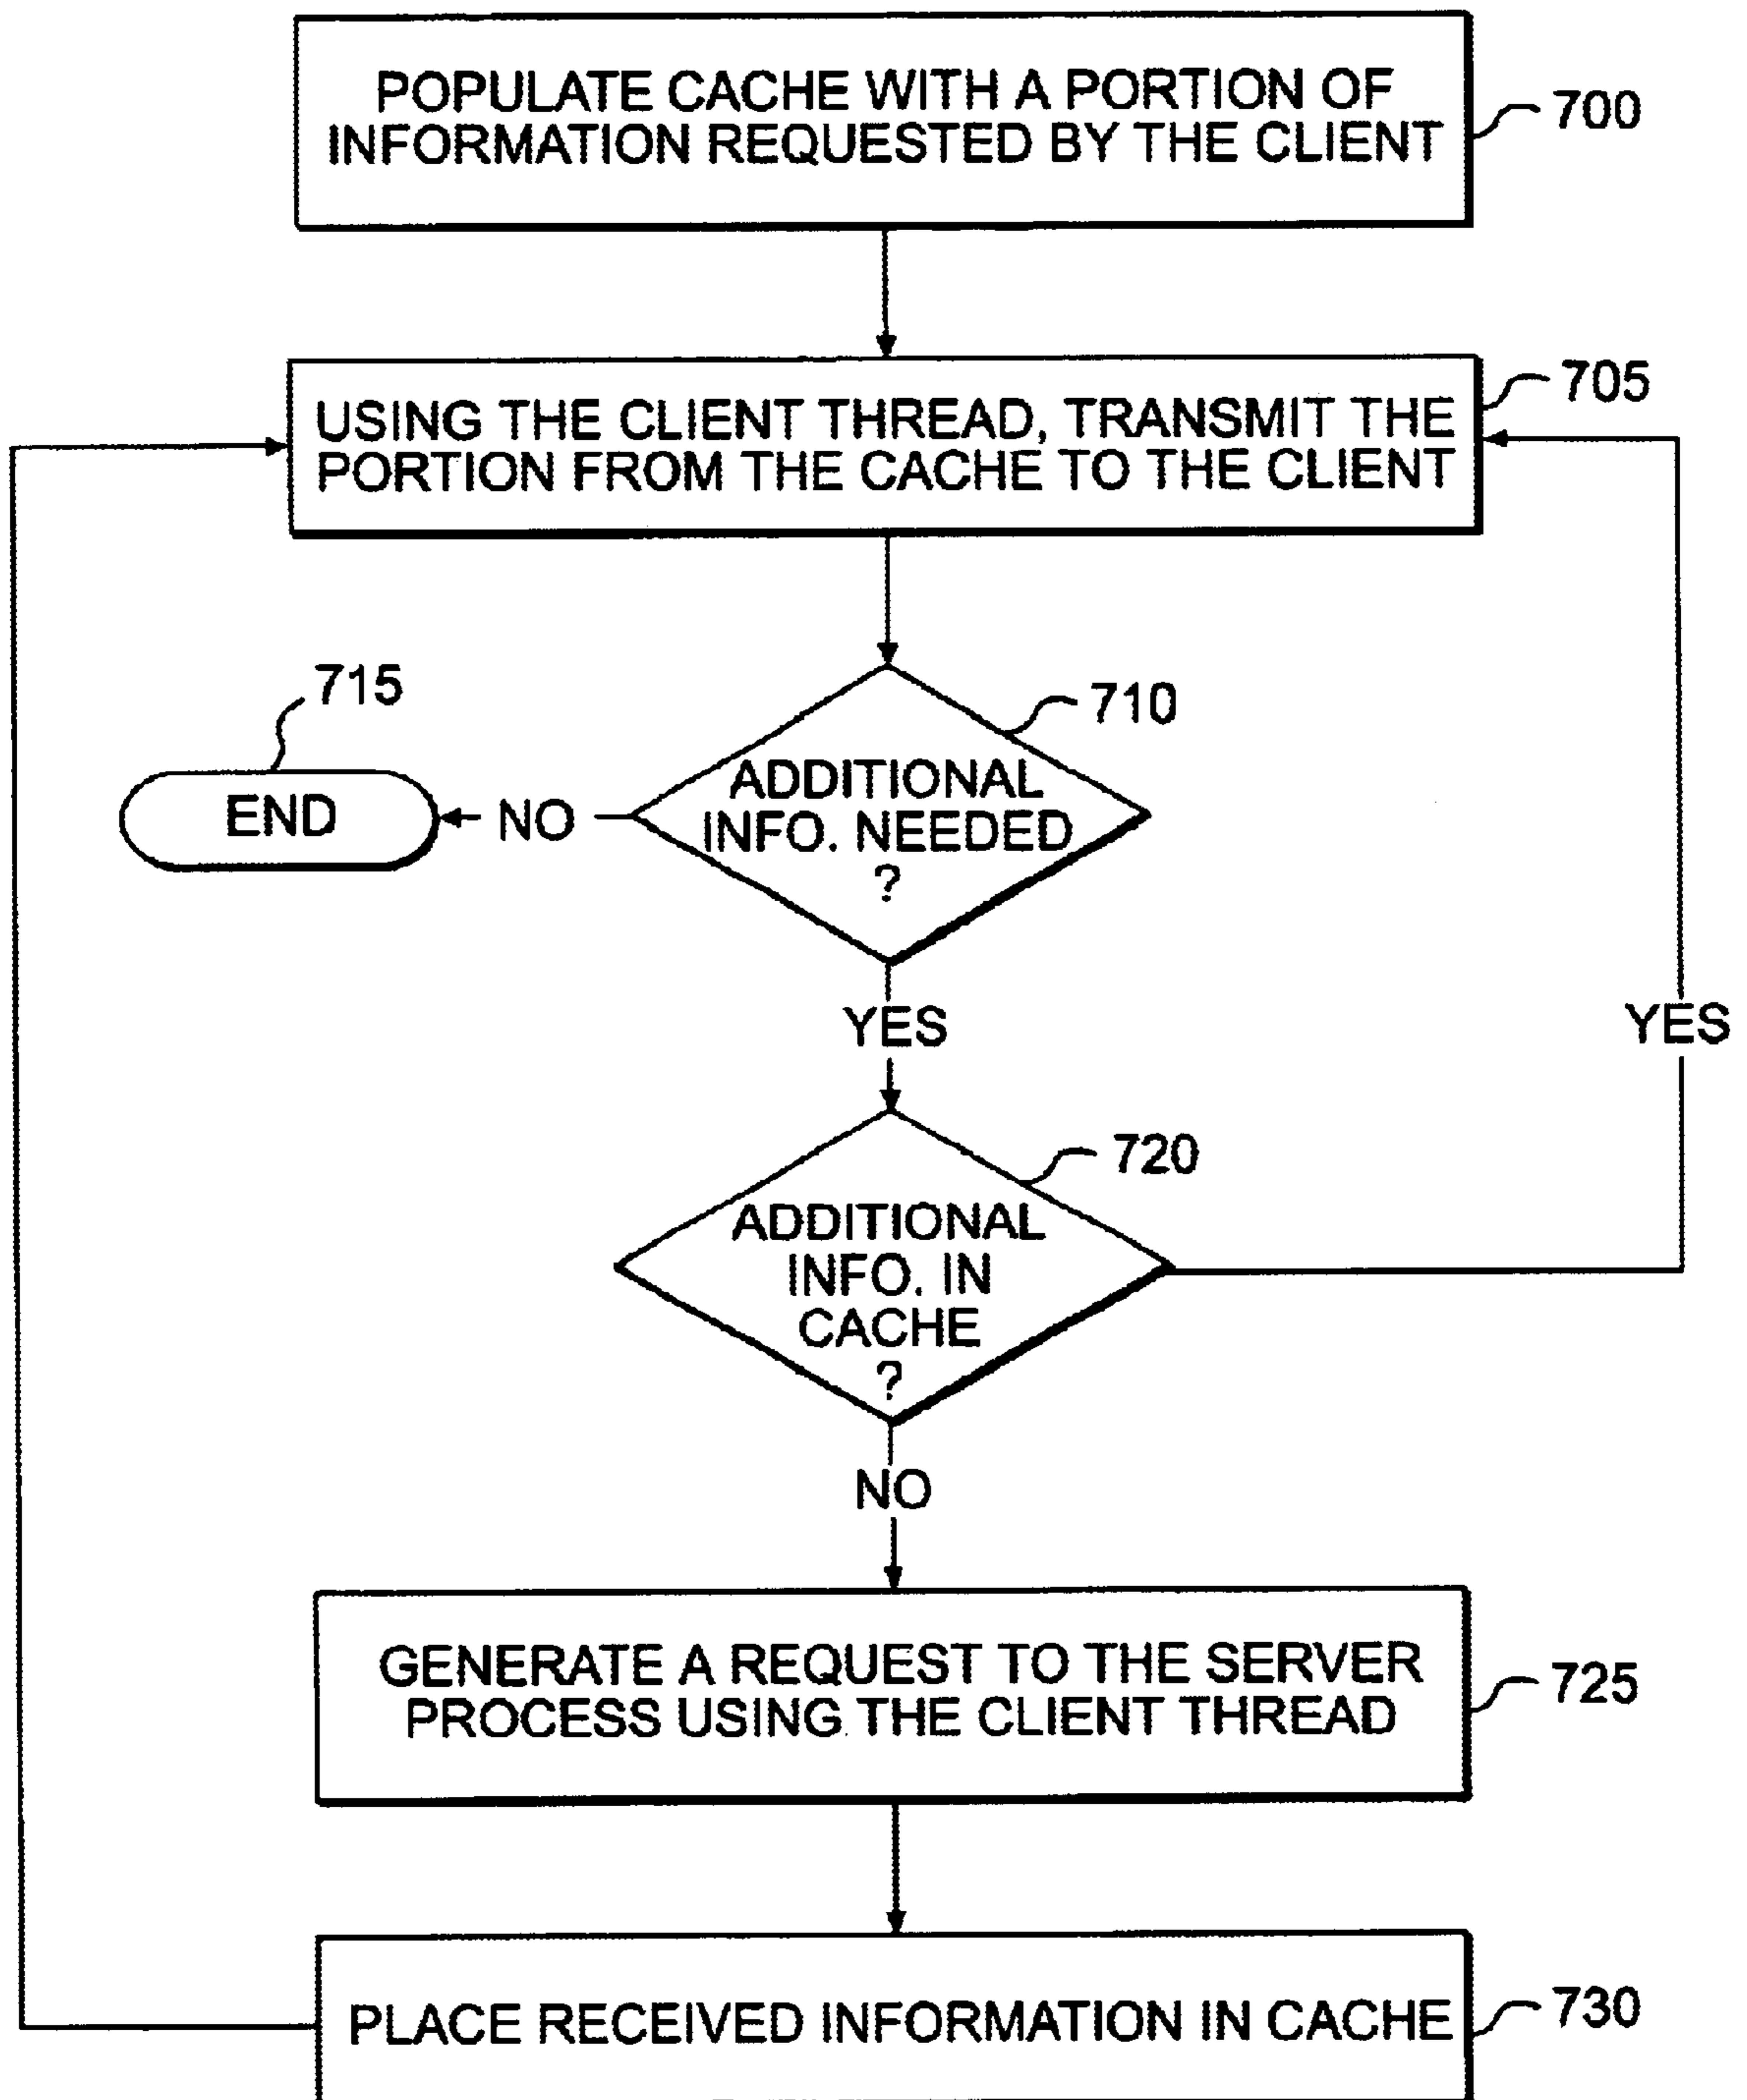 POPULATE CACHE WITH A PORTION OF
INFORMATION REQUESTED BY THE CLIENT
700
USING THE CLIENT THREAD, TRANSMIT THE
PORTION FROM THE CACHE TO THE CLIENT
705
715
END
NO
710
ADDITIONAL
INFO. NEEDED
?
YES
YES
720
ADDITIONAL
INFO. IN
CACHE
?
NO
GENERATE A REQUEST TO THE SERVER
PROCESS USING THE CLIENT THREAD
725
PLACE RECEIVED INFORMATION IN CACHE
730